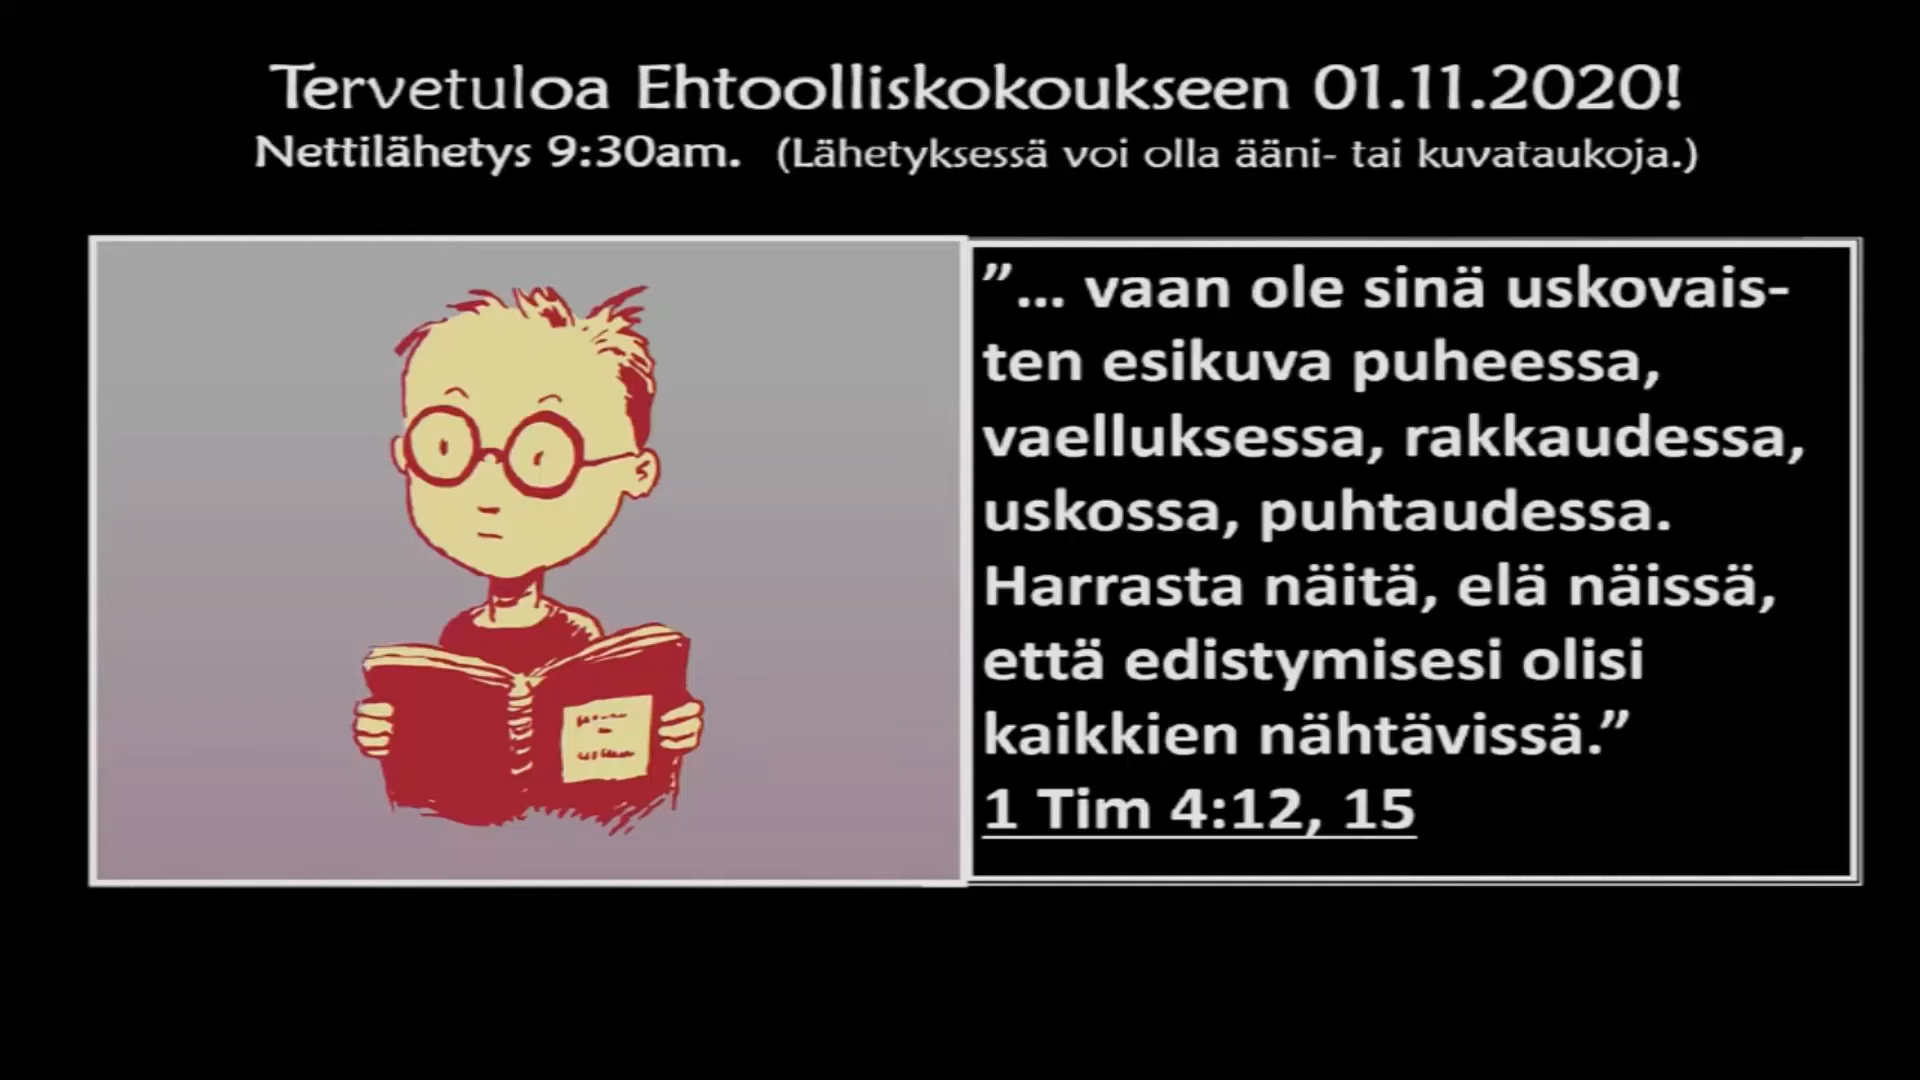 Tervetuloa Ehtoolliskokoukseen 01.11.2020!
Nettilähetys 9:30am. (Lähetyksessä voi olla ääni- tai kuvataukoja.)
”... vaan ole sinä uskovais-
ten esikuva puheessa,
vaelluksessa, rakkaudessa,
uskossa, puhtaudessa.
Harrasta näitä, elä näissä,
että edistymisesi olisi
kaikkien nähtävissä.”
1 Tim 4:12, 15